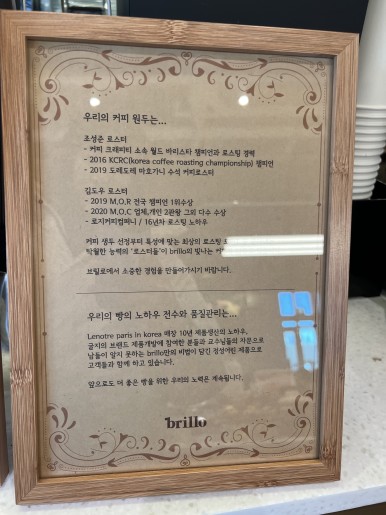 우리의 커피 원두는...
조성준 로스터
- 커피 크래퍼티 소속 월드 바리스타 챔피언과 로스팅 경력
- 2016 KCRC(korea coffee roasting championship) 챔피언
- 2019 도레도레 마호가니 수석 커피로스터
김도우 로스터
- 2019 M.O.R 전국 챔피언 1위수상
- 2020 M.O.C 업체,개인 2관왕 그외 다수 수상
- 로지커피컴퍼니 / 16년차 로스팅 노하우
커피 생두 선정부터 특성에 맞는 최상의 로스팅
탁월한 능력의 '로스터들'이 brillo의 빛나는
브릴로에서 소중한 경험을 만들어가시기 바랍니다.
우리의 빵의 노하우 전수와 품질관리는...
Lenotre paris in korea 매장 10년 제품생산의 노하우,
굴지의 브랜드 제품개발에 참여한 분들과 교수님들의 자문으로
남들이 알지 못하는 brillo만의 비법이 담긴 정성어린 제품으로
고객들과 함께 하고 있습니다.
앞으로도 더 좋은 빵을 위한 우리의 노력은 계속됩니다.
brillo